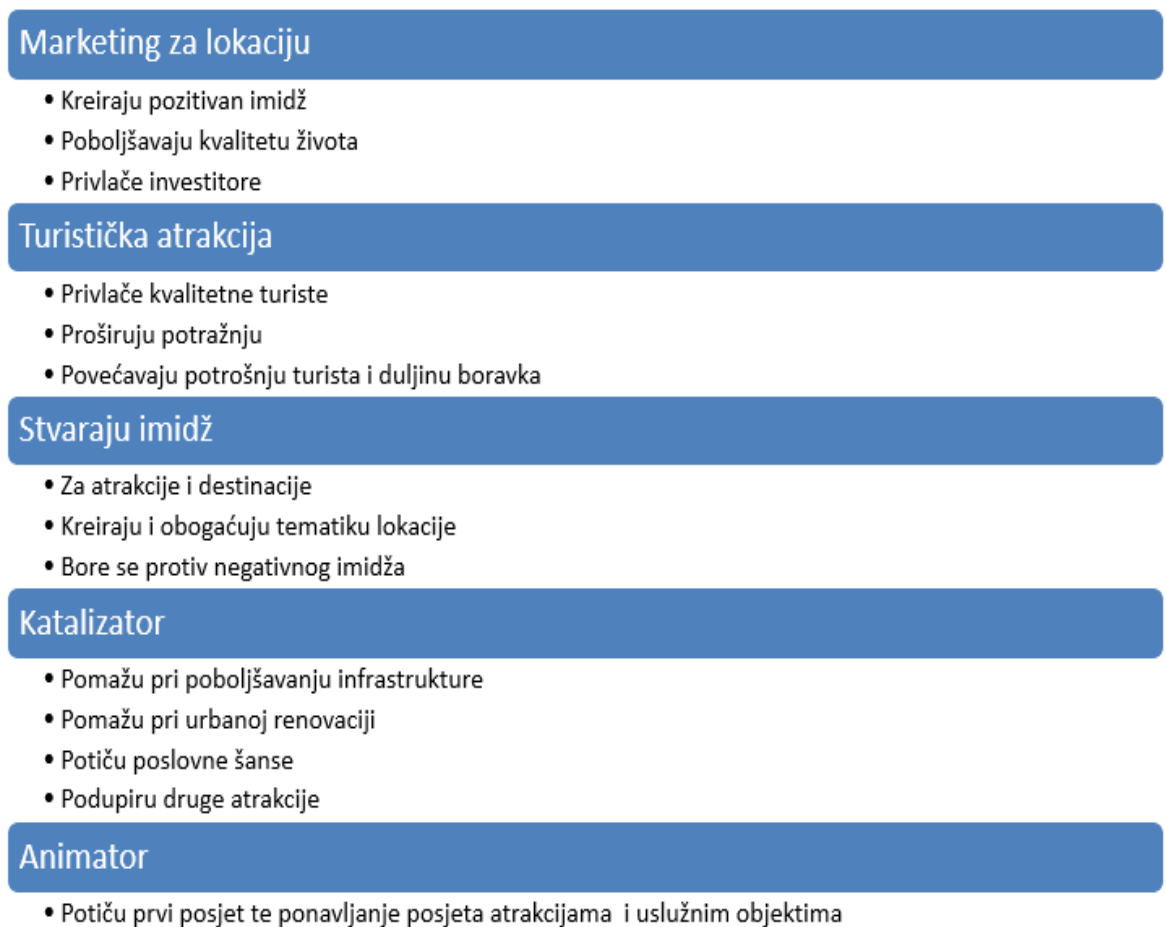 Marketing za lokaciju
• Kreiraju pozitivan imidž
• Poboljšavaju kvalitetu života
• Privlače investitore
Turistička atrakcija
• Privlače kvalitetne turiste
• Proširuju potražnju
• Povećavaju potrošnju turista i duljinu boravka
Stvaraju imidž
• Za atrakcije i destinacije
• Kreiraju i obogaćuju tematiku lokacije
• Bore se protiv negativnog imidža
Katalizator
• Pomažu pri poboljšavanju infrastrukture
• Pomažu pri urbanoj renovaciji
• Potiču poslovne šanse
• Podupiru druge atrakcije
Animator
• Potiču prvi posjet te ponavljanje posjeta atrakcijama  i uslužnim objektima